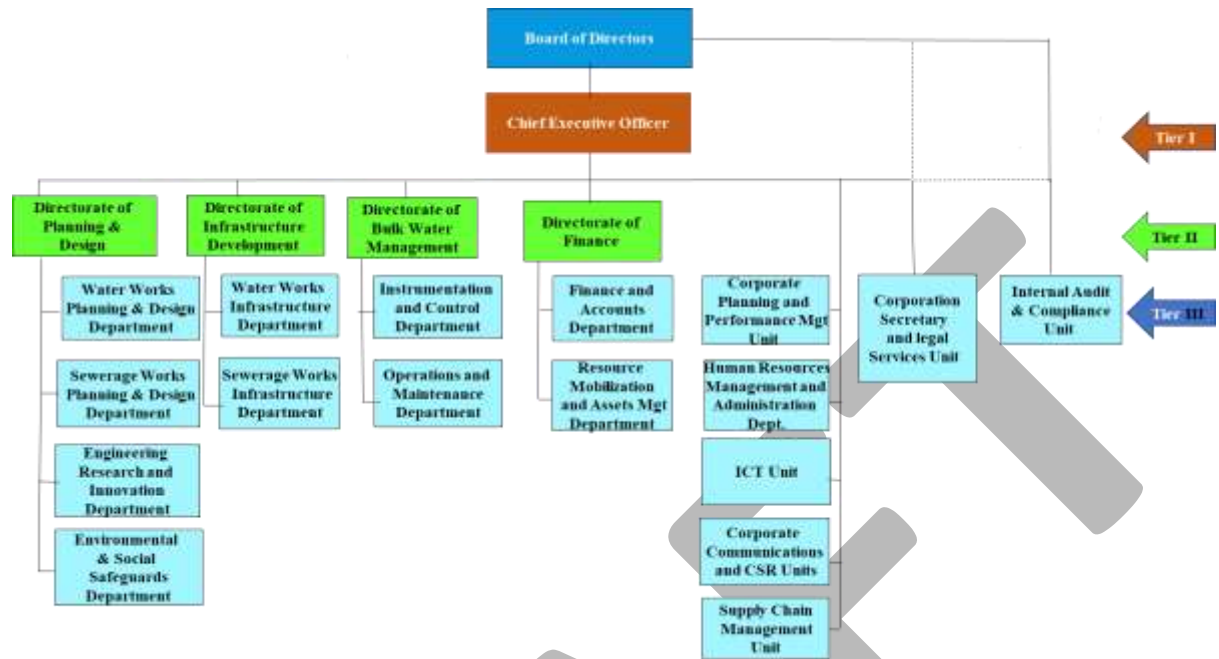 Board of Directors
Chief Executive Officer
Tier I
Directorate of
Planning &
Design
Directorate of
Infrastructure
Development
Directorate of
Bulk Water
Management
Directorate of
Finance
Tier II
Water Works
Planning & Design
Department
Water Works
Infrastructure
Department
Instrumentation
and Control
Department
Finance and
Accounts
Department
Corporate
Planning and
Performance Mgt
Unit
Corporation
Secretary
and legal
Services Unit
Internal Audit
& Compliance
Unit
Tier III
Sewerage Works
Planning & Design
Department
Sewerage Works
Infrastructure
Department
Operations and
Maintenance
Department
Resource
Mobilization
and Assets Mgt
Department
Human Resources
Management and
Administration
Dept.
Engineering
Research and
Innovation
Department
ICT Unit
Environmental
& Social
Safeguards
Department
Corporate
Communications
and CSR Units
Supply Chain
Management
Unit